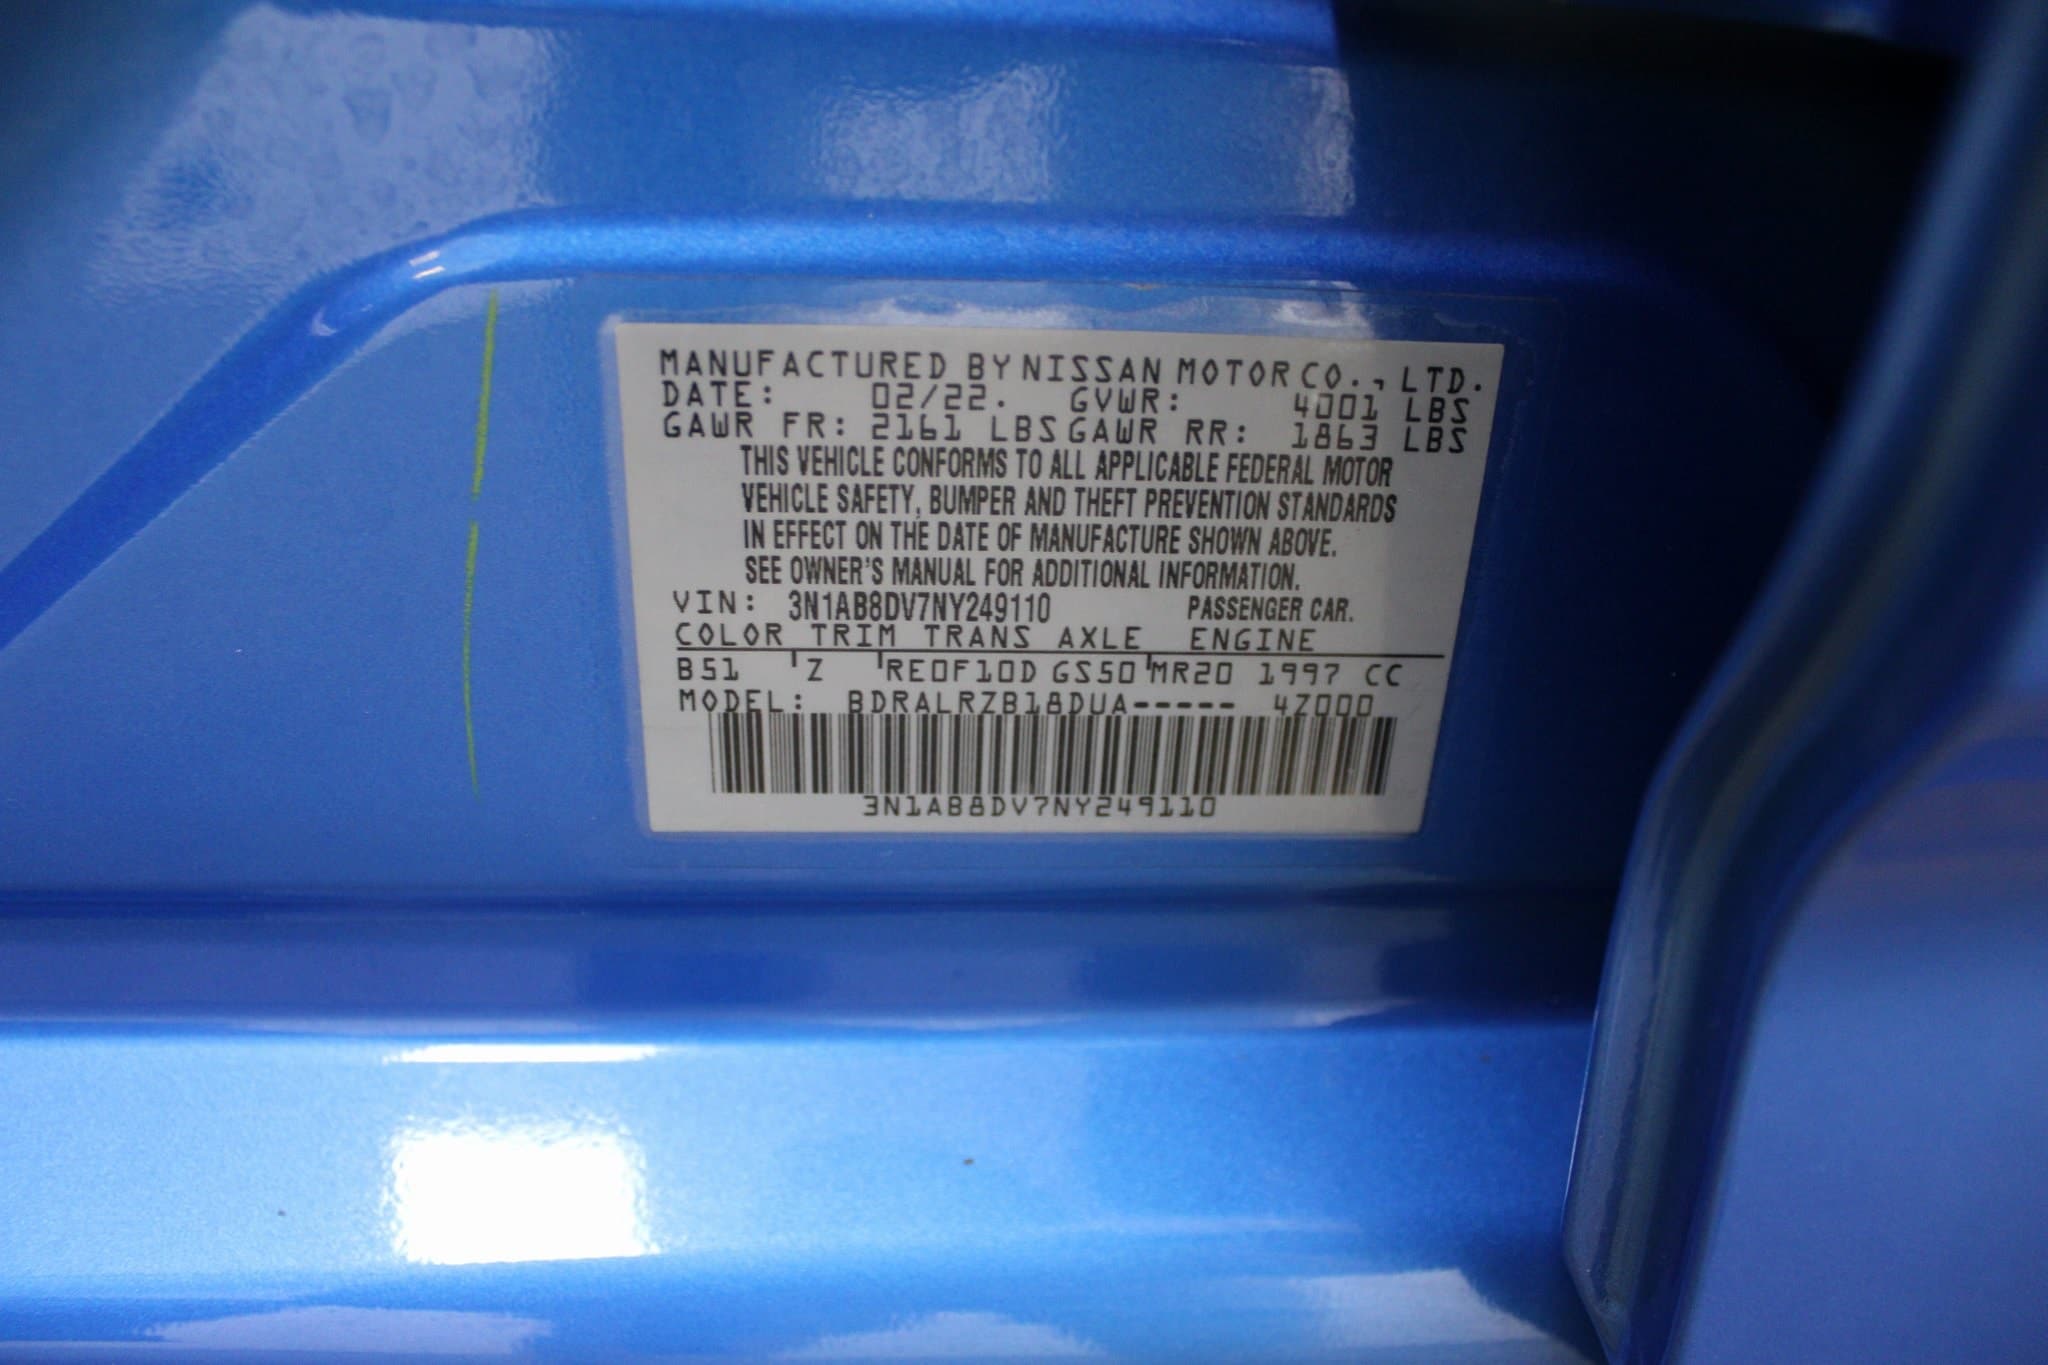 MANUFACTURED BY NISSAN MOTOR CO., LTD.
DATE: 02/22. GVWR: 4001 LBS
GAWR FR: 2161 LBS GAWR RR: 1863 LBS
THIS VEHICLE CONFORMS TO ALL APPLICABLE FEDERAL MOTOR
VEHICLE SAFETY, BUMPER AND THEFT PREVENTION STANDARDS
IN EFFECT ON THE DATE OF MANUFACTURE SHOWN ABOVE.
SEE OWNER'S MANUAL FOR ADDITIONAL INFORMATION.
VIN: 3N1AB8DV7NY249110 PASSENGER CAR.
COLOR TRIM TRANS AXLE ENGINE
B51 Z RE0F10D GS50 MR20 1997 CC
MODEL: BDRALRZB18DUA----- 4Z000
3N1AB8DV7NY249110